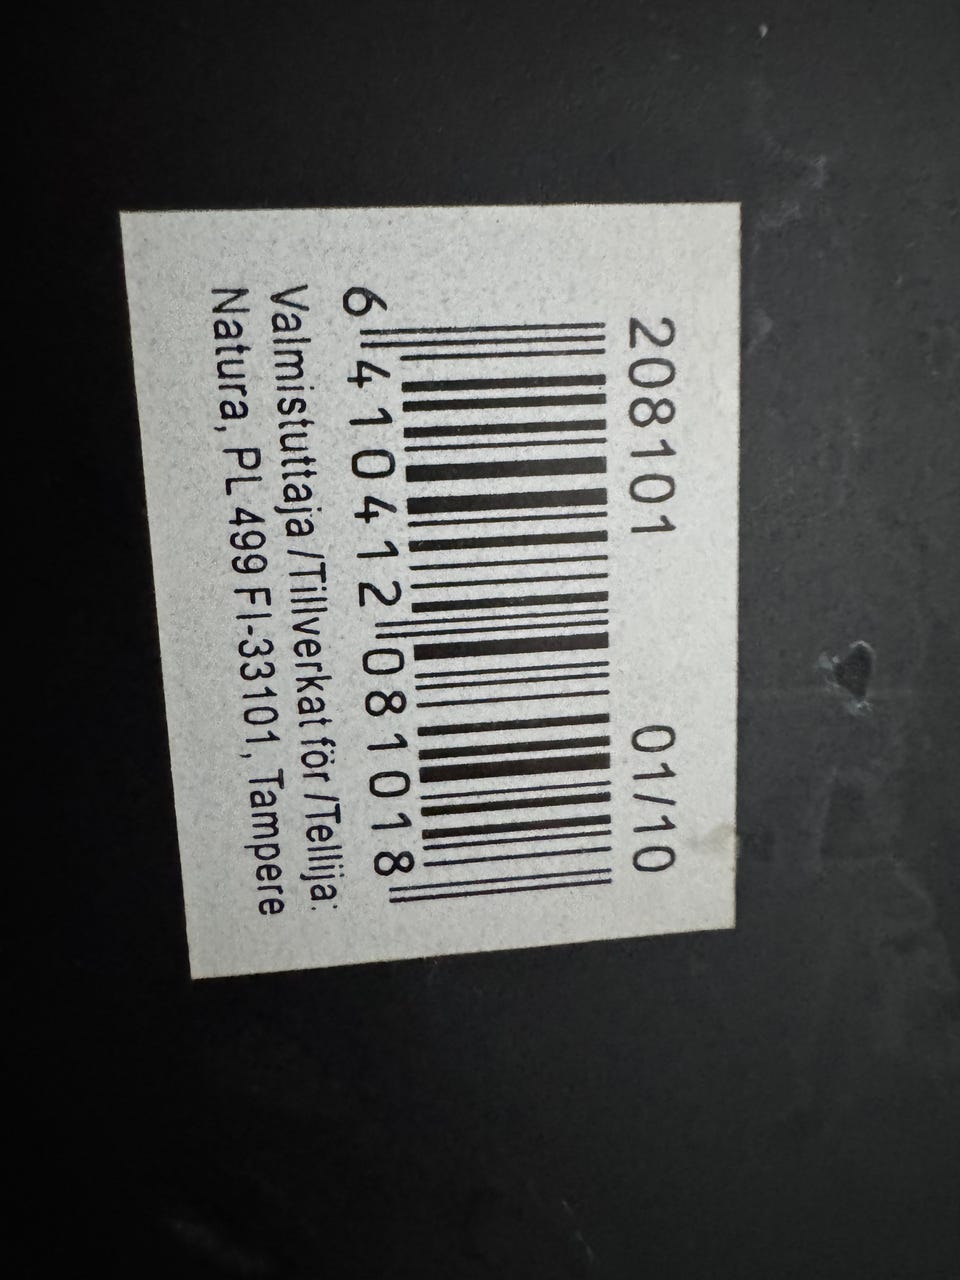 208101 01/10
6 410412 081018
Valmistuttaja /Tillverkat för /Tellija:
Natura, PL 499 FI-33101, Tampere